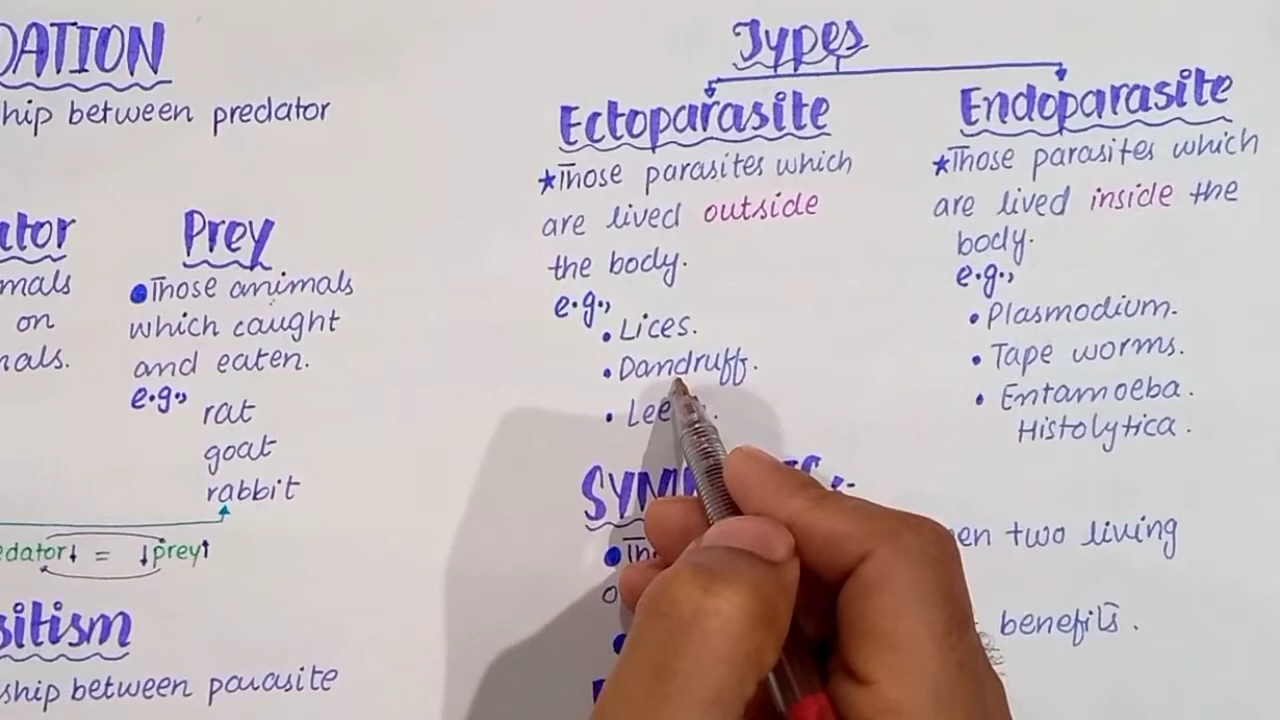 DATION
hip between predator
ator
mals
on
nals.
Prey
Those animals
which caught
and eaten.
e.g.,
rat
goat
rabbit
edator↓ = ↓prey↑
sitism
ship between parasite
Types
Ectoparasite
★Those parasites which
are lived outside
the body.
e.g.,
• Lices.
• Dandruff.
• Lee
Endoparasite
★Those parasites which
are lived inside the
body.
e.g.,
• Plasmodium.
• Tape worms.
• Entamoeba.
Histolytica.
SYM
en two living
benefits.